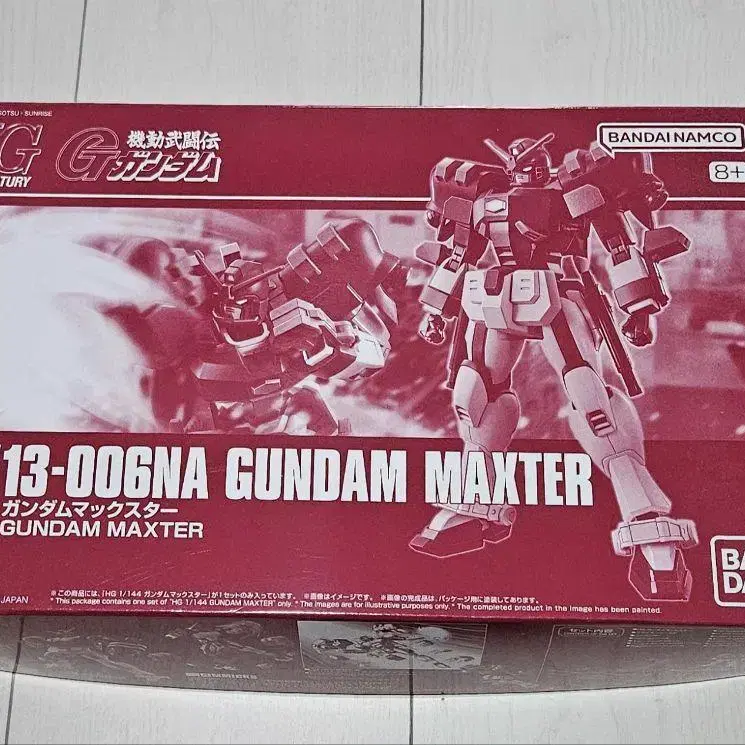 SOTSU・SUNRISE
機動武闘伝
Gガンダム
BANDAI NAMCO
8+
13-006NA GUNDAM MAXTER
ガンダムマックスター
GUNDAM MAXTER
JAPAN
※この商品には、「HG 1/144 ガンダムマックスター」が1セットのみ入っています。 ※画像はイメージです。 ※画像の完成品は、パッケージ用に塗装してあります。
* This package contains one set of "HG 1/144 GUNDAM MAXTER" only. * The images are for illustrative purposes only. * The completed product in the image has been painted.
セット内容
GIMMICKS